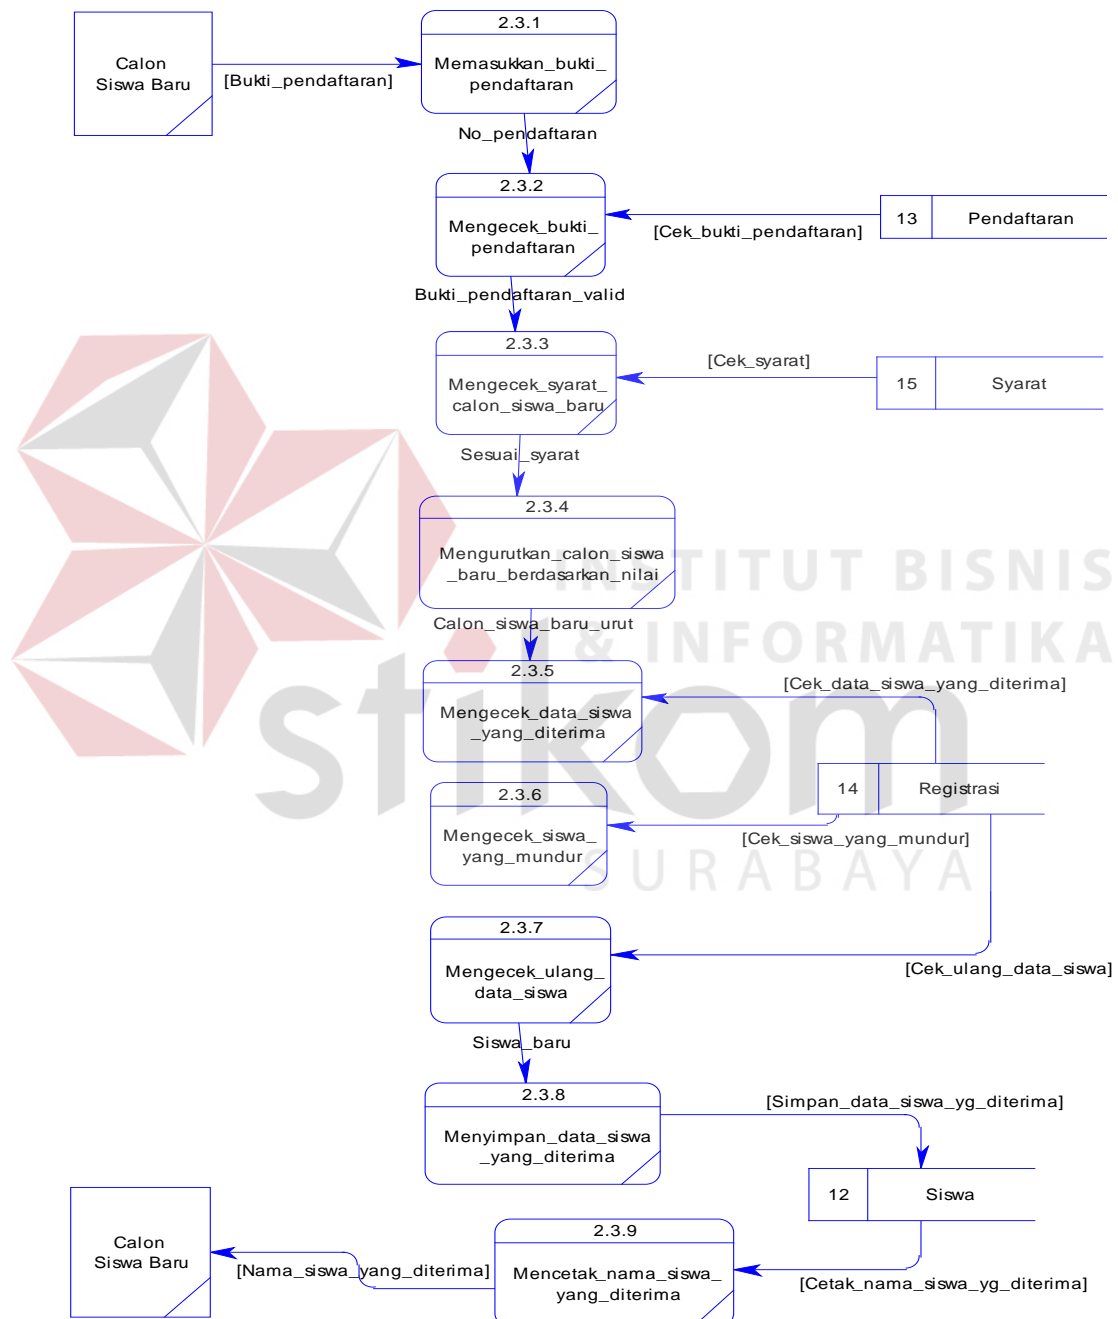 2.3.1
Calon
Siswa Baru
[Bukti_pendaftaran]
Memasukkan_bukti_
pendaftaran
No_pendaftaran
2.3.2
Mengecek_bukti_
pendaftaran
[Cek_bukti_pendaftaran]
13 Pendaftaran
Bukti_pendaftaran_valid
2.3.3
Mengecek_syarat_
calon_siswa_baru
[Cek_syarat]
15 Syarat
Sesuai_syarat
2.3.4
Mengurutkan_calon_siswa
_baru_berdasarkan_nilai
INSTITUT BISNIS
& INFORMATIKA
stikom
SURABAYA
Calon_siswa_baru_urut
2.3.5
Mengecek_data_siswa
_yang_diterima
[Cek_data_siswa_yang_diterima]
14 Registrasi
2.3.6
Mengecek_siswa_
yang_mundur
[Cek_siswa_yang_mundur]
2.3.7
Mengecek_ulang_
data_siswa
[Cek_ulang_data_siswa]
Siswa_baru
2.3.8
Menyimpan_data_siswa
_yang_diterima
[Simpan_data_siswa_yg_diterima]
12 Siswa
2.3.9
Mencetak_nama_siswa_
yang_diterima
[Cetak_nama_siswa_yg_diterima]
[Nama_siswa_yang_diterima]
Calon
Siswa Baru